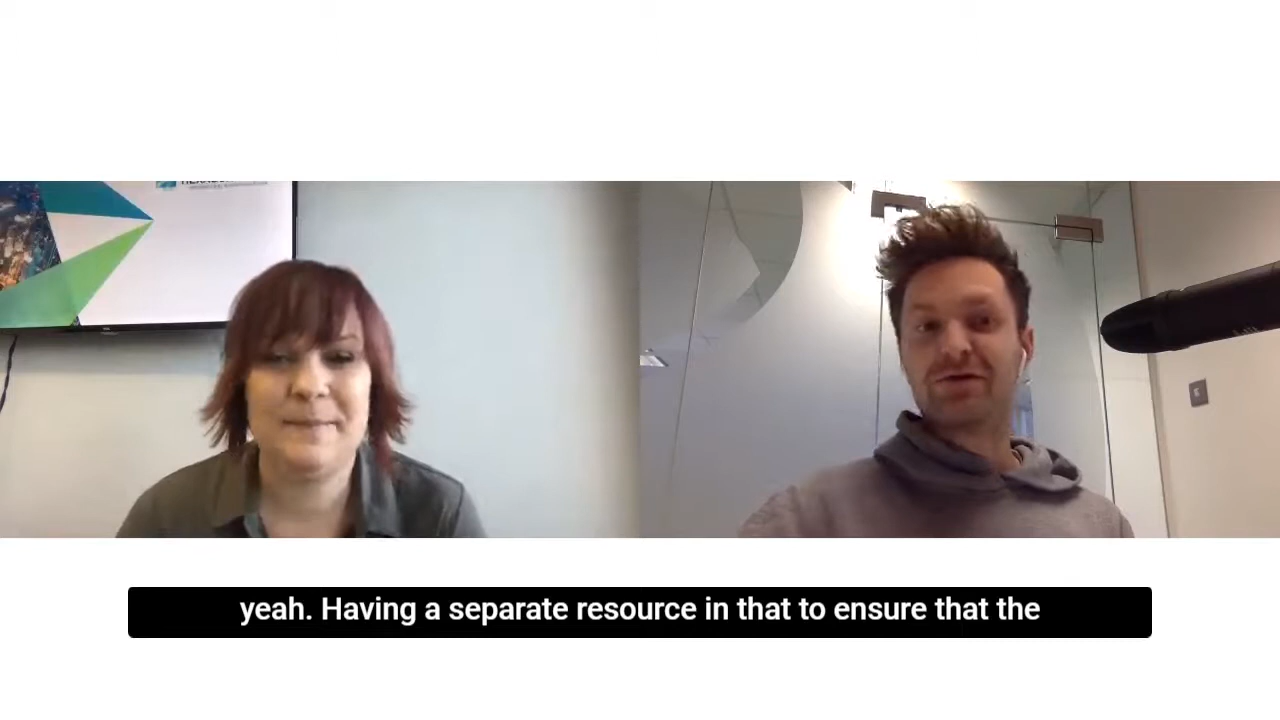 yeah. Having a separate resource in that to ensure that the